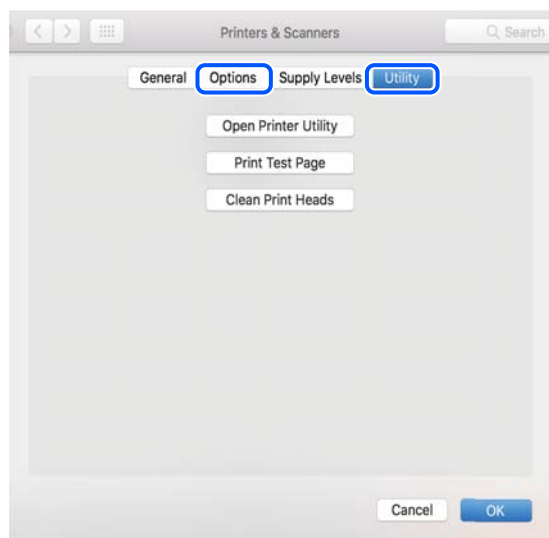 Printers & Scanners Search
General Options Supply Levels Utility
Open Printer Utility
Print Test Page
Clean Print Heads
Cancel OK